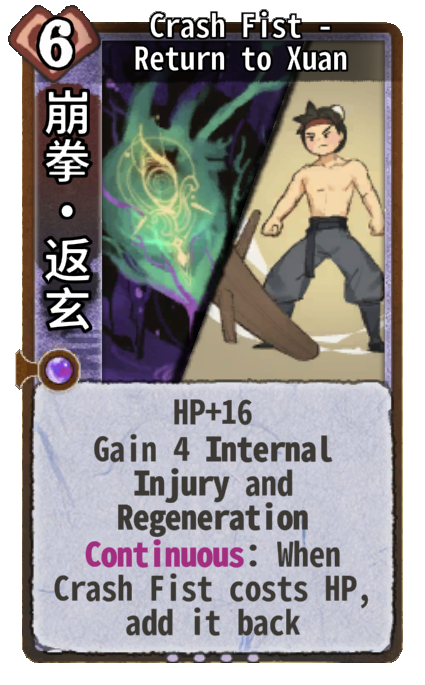 6
Crash Fist -
Return to Xuan
崩拳・返玄
HP+16
Gain 4 Internal
Injury and
Regeneration
Continuous: When
Crash Fist costs HP,
add it back